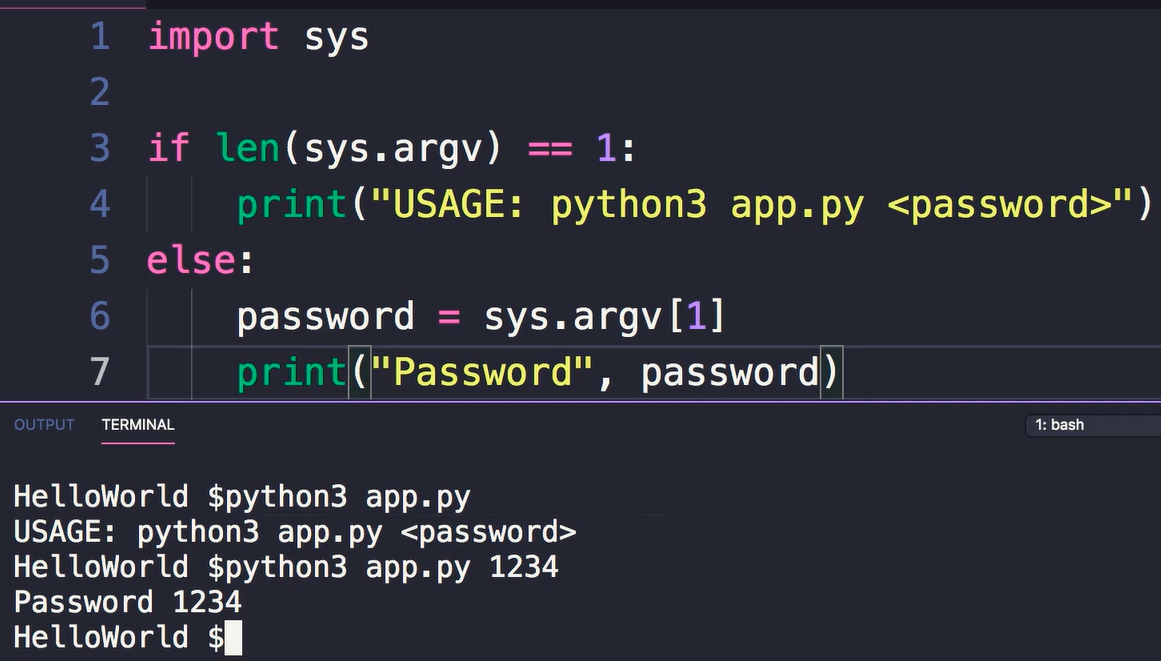 1 import sys
2
3 if len(sys.argv) == 1:
4 print("USAGE: python3 app.py <password>")
5 else:
6 password = sys.argv[1]
7 print("Password", password)
OUTPUT TERMINAL 1: bash
HelloWorld $python3 app.py
USAGE: python3 app.py <password>
HelloWorld $python3 app.py 1234
Password 1234
HelloWorld $